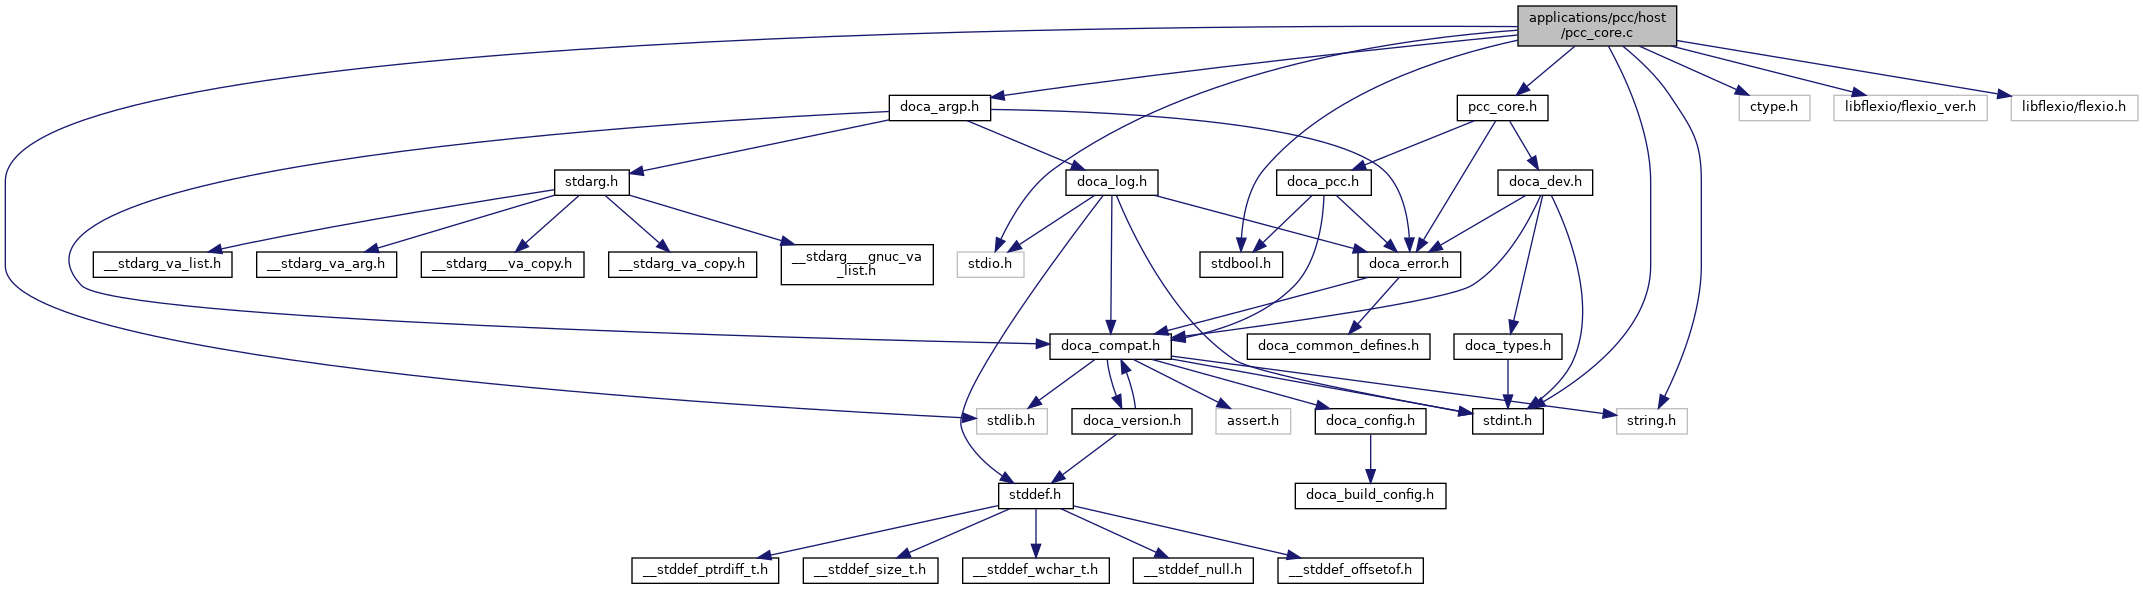 applications/pcc/host
/pcc_core.c
doca_argp.h
pcc_core.h
ctype.h
libflexio/flexio_ver.h
libflexio/flexio.h
stdarg.h
doca_log.h
doca_pcc.h
doca_dev.h
__stdarg_va_list.h
__stdarg_va_arg.h
__stdarg___va_copy.h
__stdarg_va_copy.h
__stdarg___gnuc_va
_list.h
stdio.h
stdbool.h
doca_error.h
doca_compat.h
doca_common_defines.h
doca_types.h
stdlib.h
doca_version.h
assert.h
doca_config.h
stdint.h
string.h
stddef.h
doca_build_config.h
__stddef_ptrdiff_t.h
__stddef_size_t.h
__stddef_wchar_t.h
__stddef_null.h
__stddef_offsetof.h